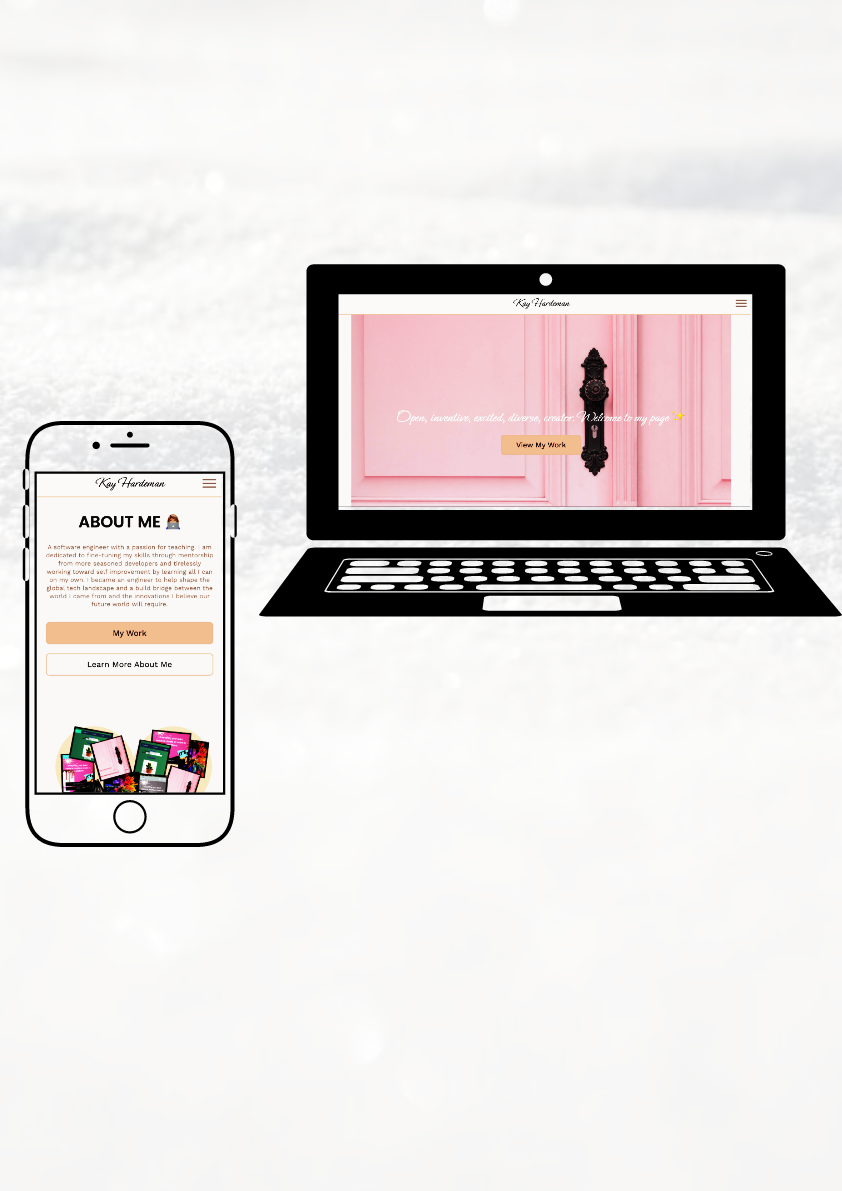 Kay Hardeman
Open, inventive, excited, diverse, creator. Welcome to my page
View My Work
Kay Hardeman
ABOUT ME
A software engineer with a passion for teaching. I am
dedicated to fine-tuning my skills through mentorship
from more seasoned developers and tirelessly
working toward self improvement by learning all I can
on my own. I became an engineer to help shape the
global tech landscape and a build bridge between the
world I came from and the innovations I believe our
future world will require.
My Work
Learn More About Me